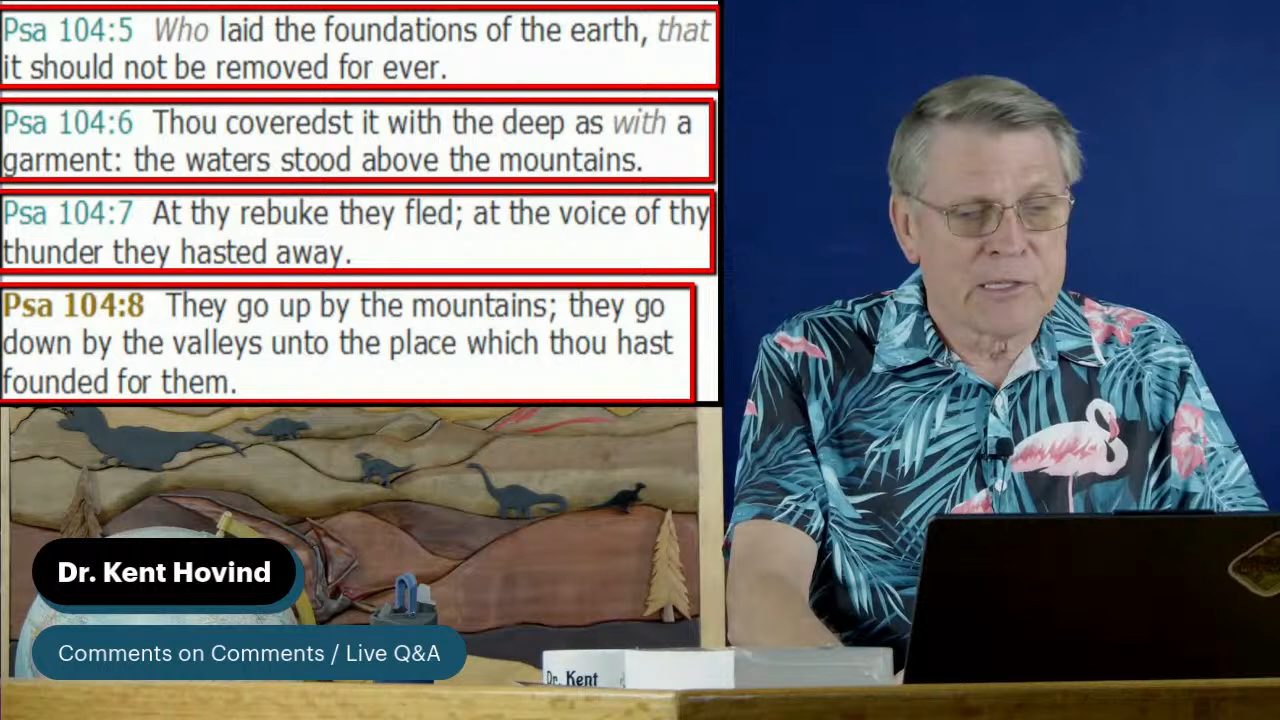 Psa 104:5 Who laid the foundations of the earth, that
it should not be removed for ever.
Psa 104:6 Thou coveredst it with the deep as with a
garment: the waters stood above the mountains.
Psa 104:7 At thy rebuke they fled; at the voice of thy
thunder they hasted away.
Psa 104:8 They go up by the mountains; they go
down by the valleys unto the place which thou hast
founded for them.
Dr. Kent Hovind
Comments on Comments / Live Q&A
Dr. Kent